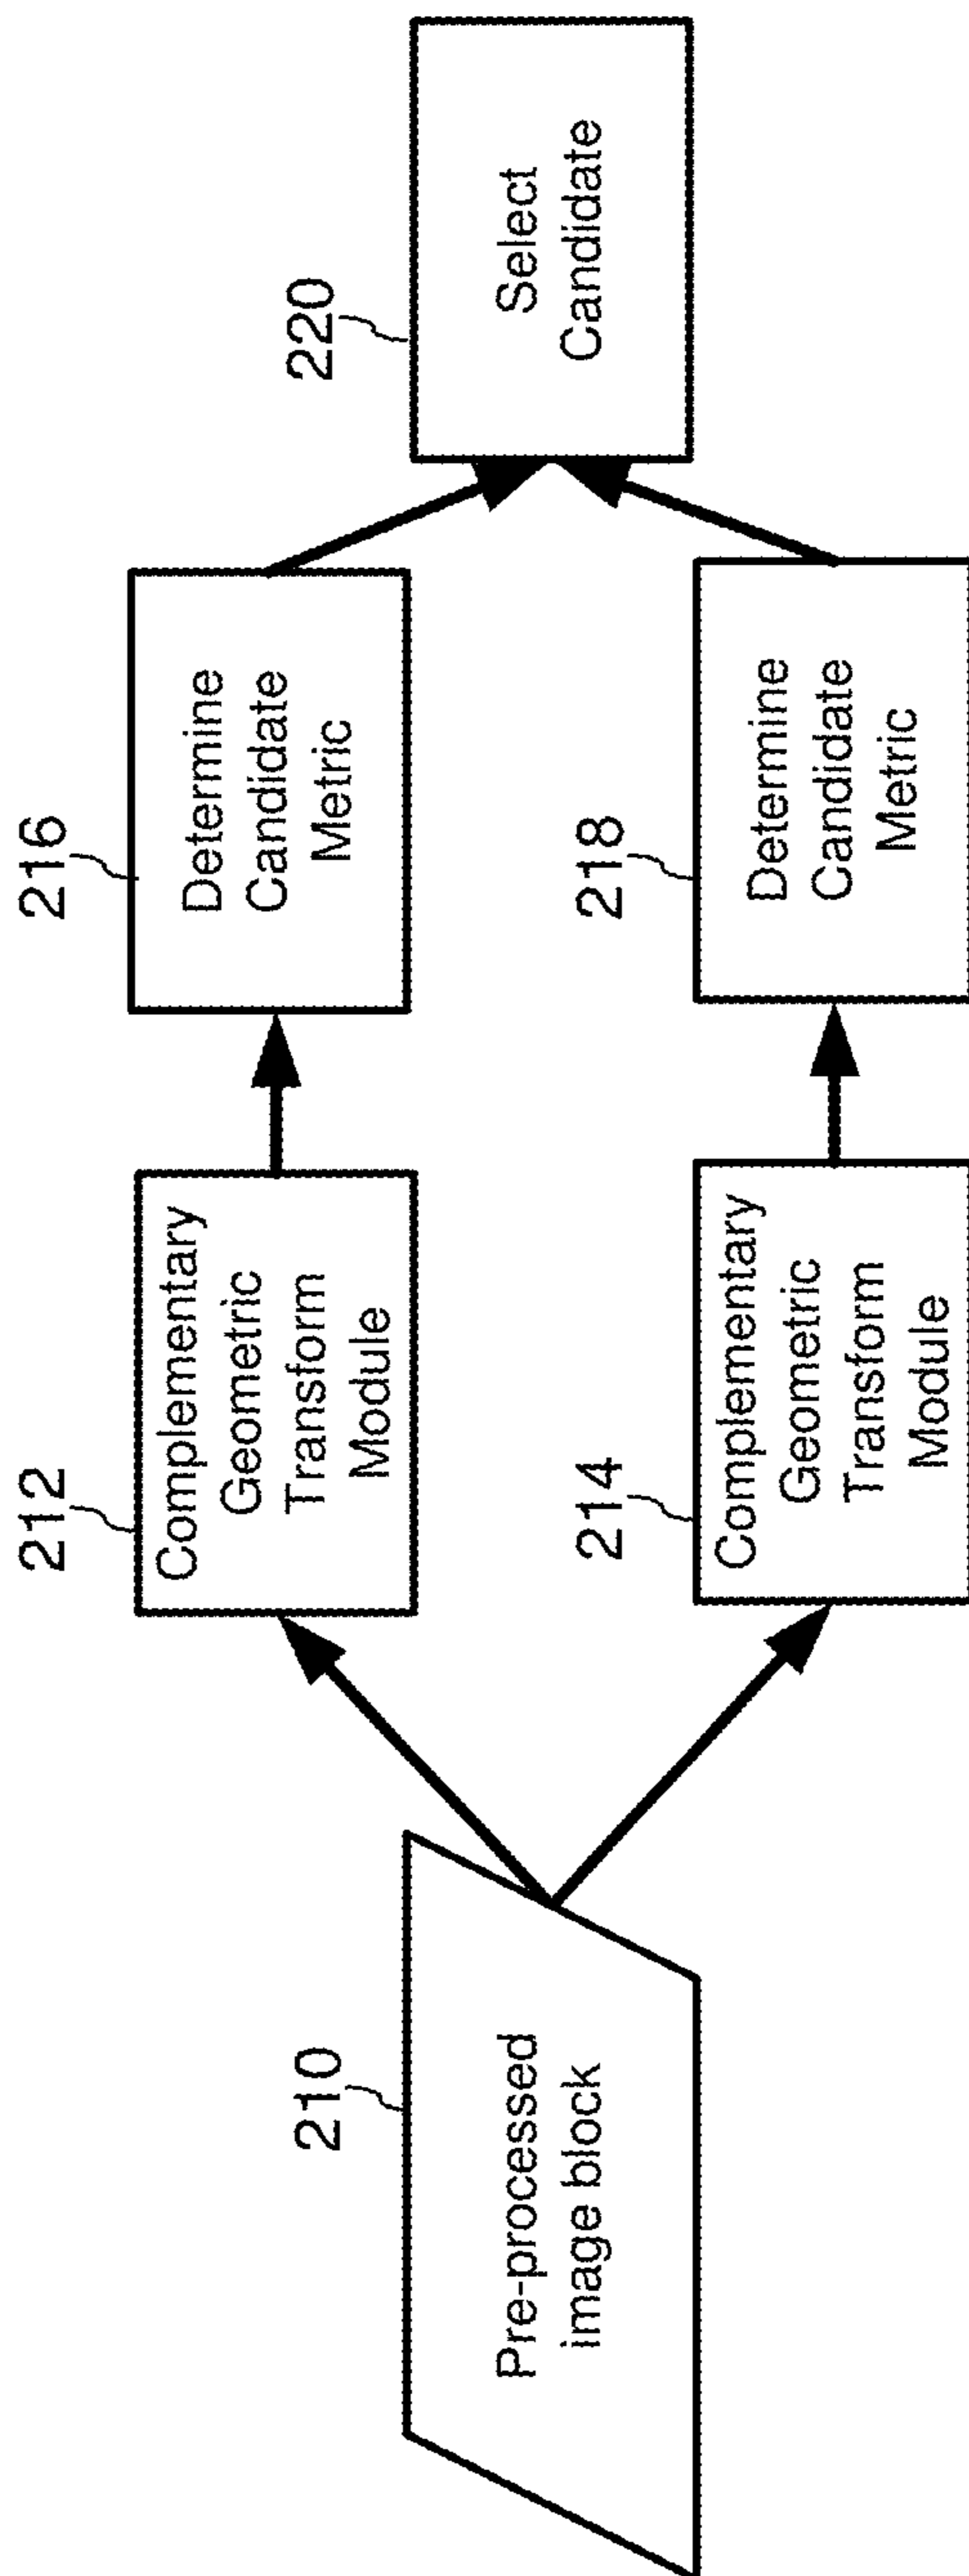 210
Pre-processed
image block
212
Complementary
Geometric
Transform
Module
214
Complementary
Geometric
Transform
Module
216
Determine
Candidate
Metric
218
Determine
Candidate
Metric
220
Select
Candidate